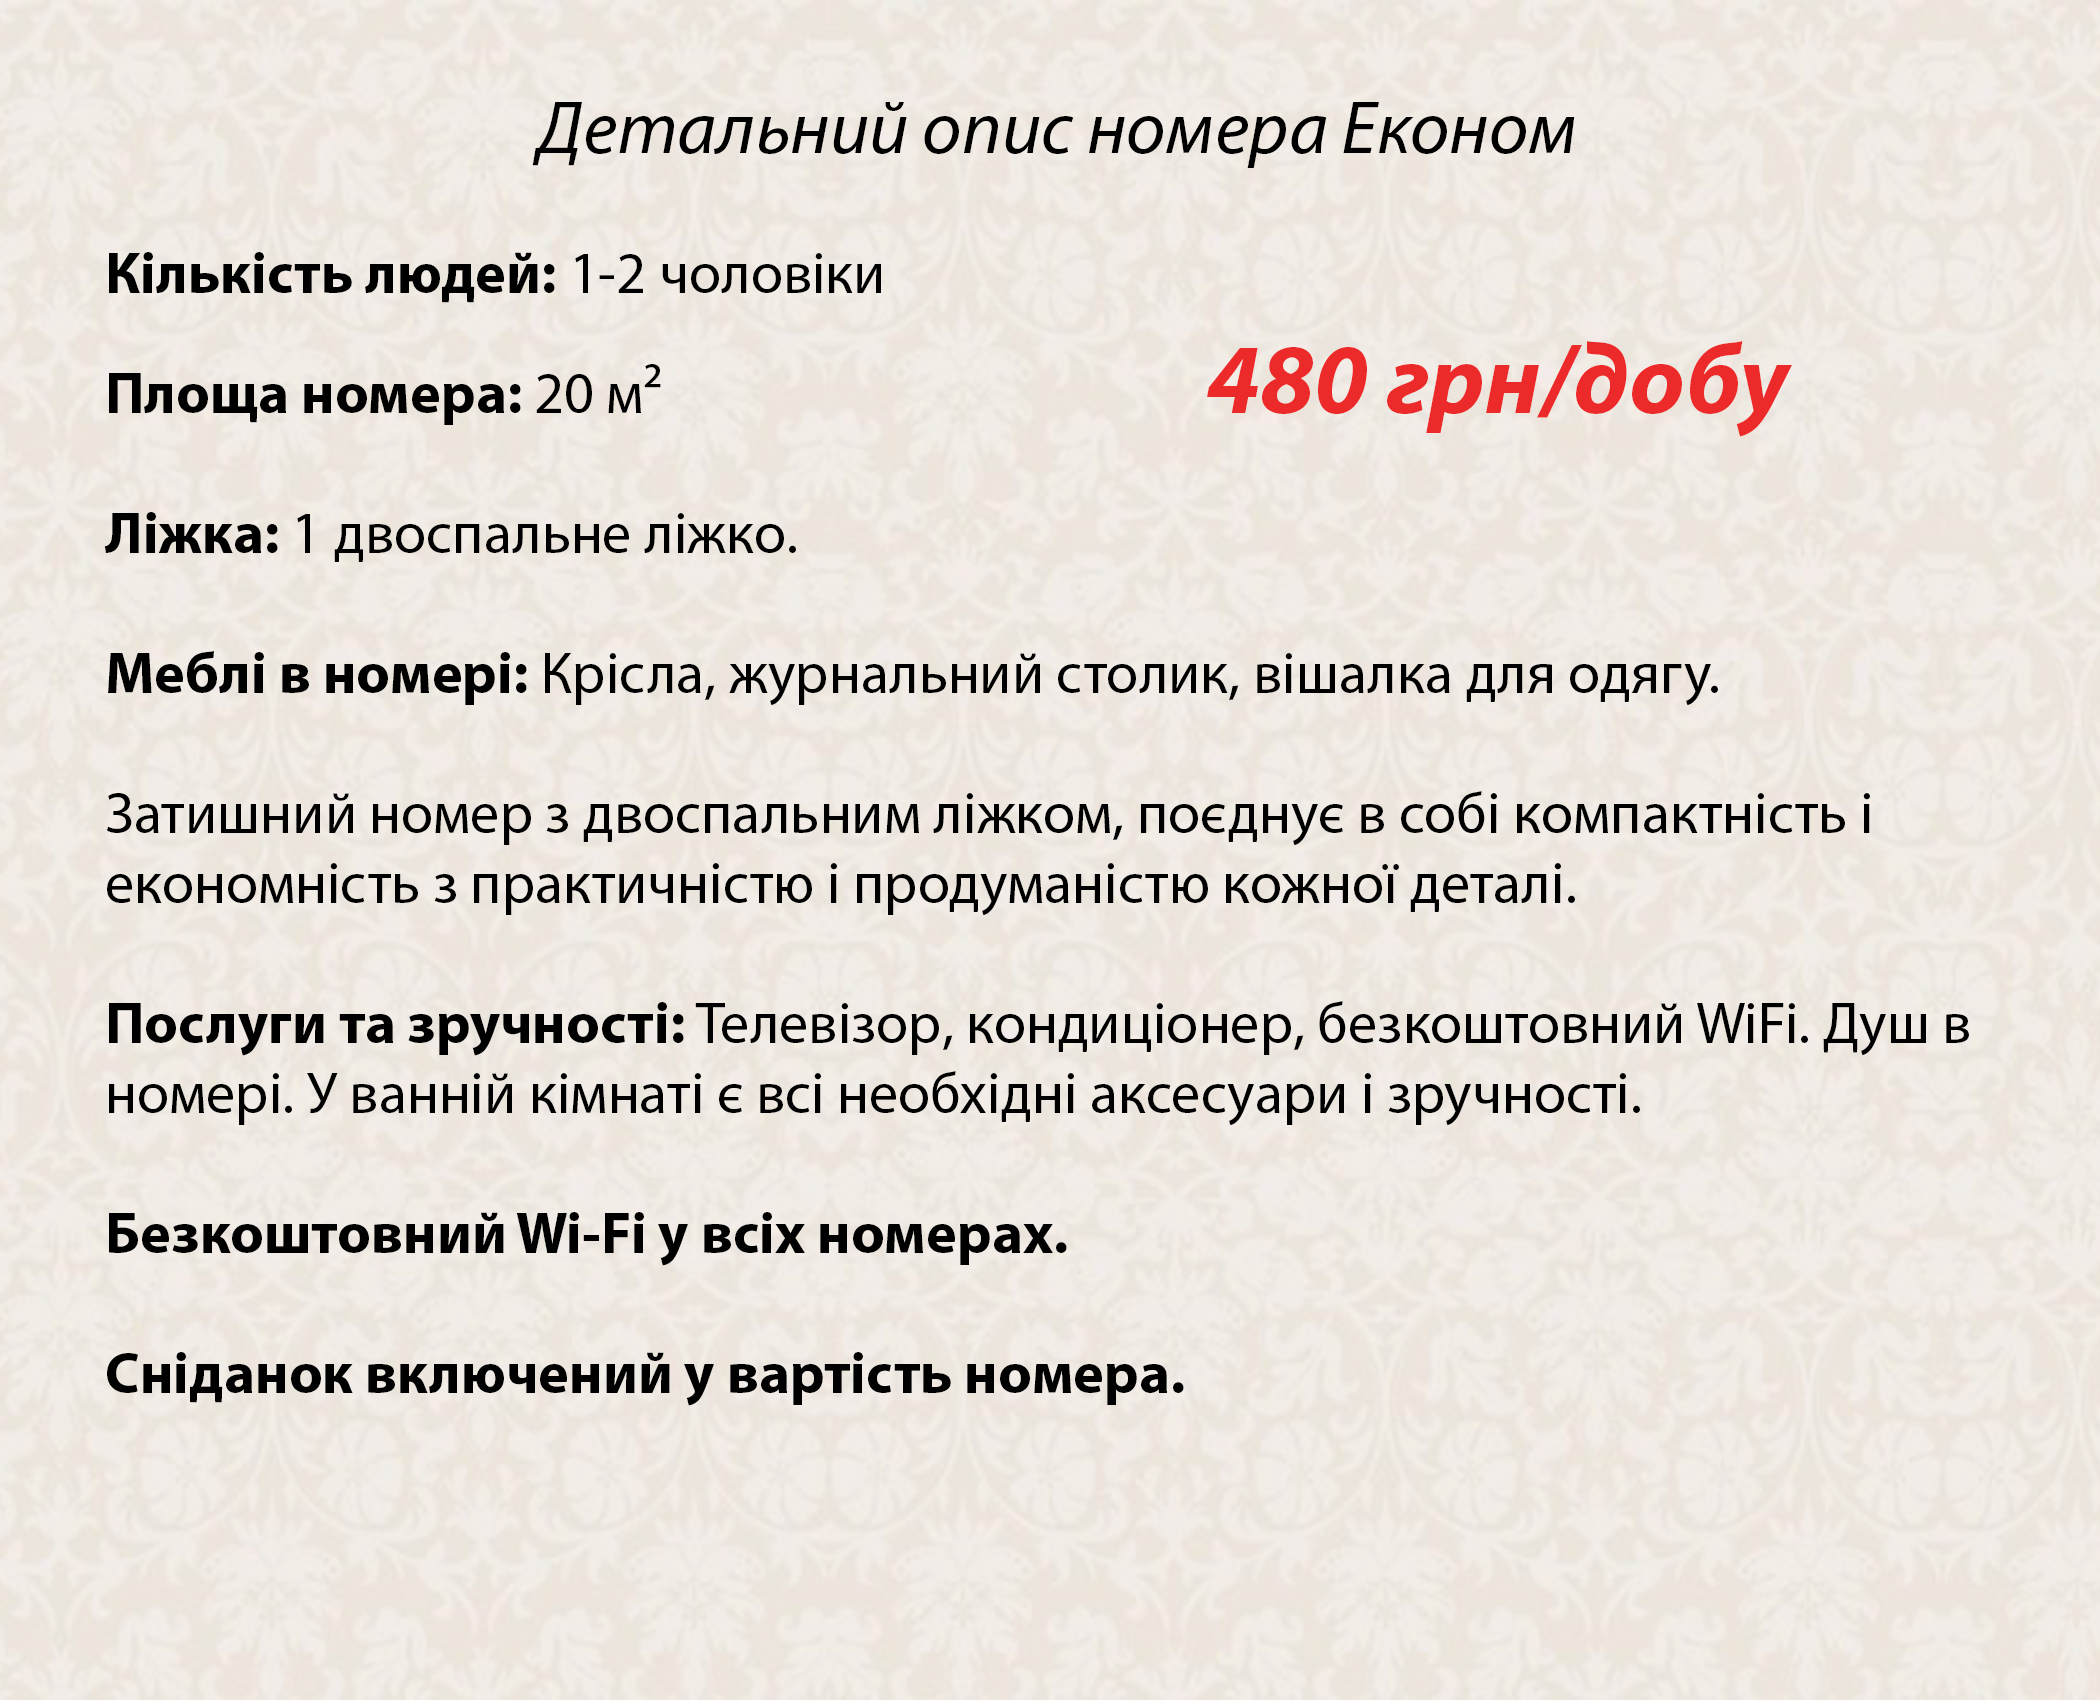 Детальний опис номера Економ
Кількість людей: 1-2 чоловіки
480 грн/добу
Площа номера: 20 м²
Ліжка: 1 двоспальне ліжко.
Меблі в номері: Крісла, журнальний столик, вішалка для одягу.
Затишний номер з двоспальним ліжком, поєднує в собі компактність і
економність з практичністю і продуманістю кожної деталі.
Послуги та зручності: Телевізор, кондиціонер, безкоштовний WiFi. Душ в
номері. У ванній кімнаті є всі необхідні аксесуари і зручності.
Безкоштовний Wi-Fi у всіх номерах.
Сніданок включений у вартість номера.